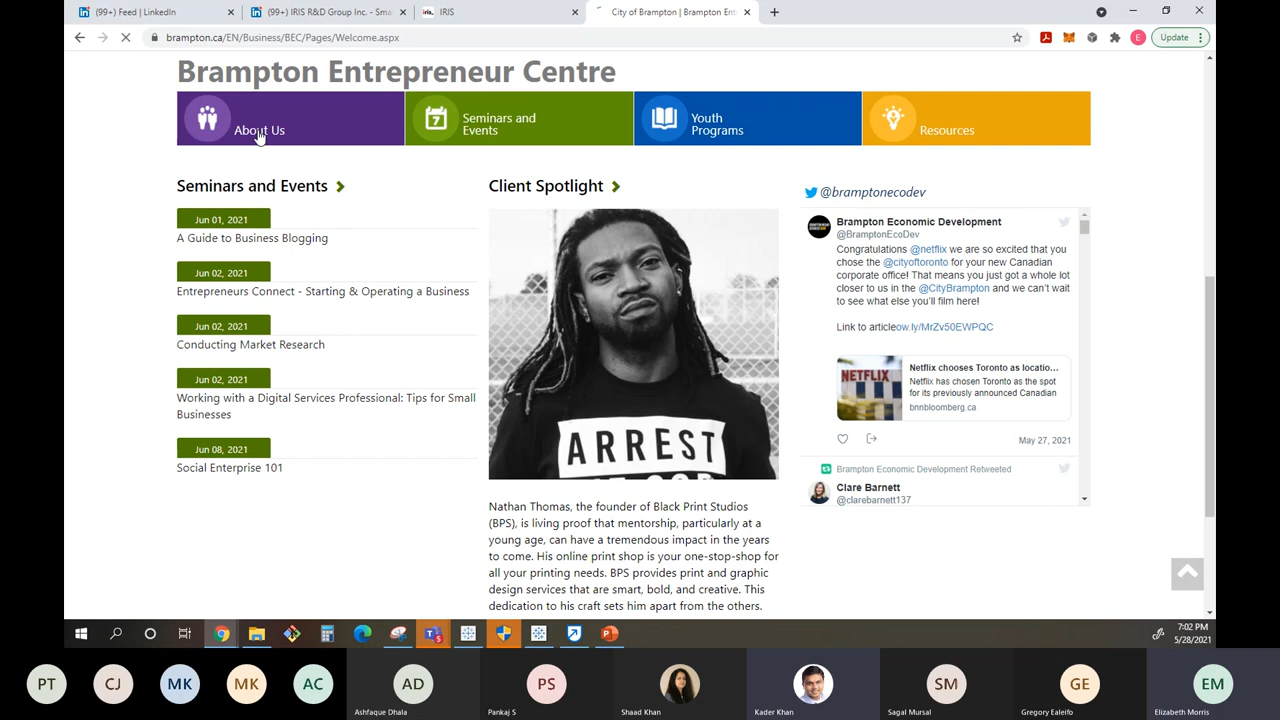 (99+) Feed | LinkedIn
(99+) IRIS R&D Group Inc. - Sma
iris.
IRIS
City of Brampton | Brampton Ent
brampton.ca/EN/Business/BEC/Pages/Welcome.aspx
E
Update
Brampton Entrepreneur Centre
About Us
7
Seminars and
Events
Youth
Programs
Resources
Seminars and Events
Jun 01, 2021
A Guide to Business Blogging
Jun 02, 2021
Entrepreneurs Connect - Starting & Operating a Business
Jun 02, 2021
Conducting Market Research
Jun 02, 2021
Working with a Digital Services Professional: Tips for Small
Businesses
Jun 08, 2021
Social Enterprise 101
Client Spotlight
ARREST
Nathan Thomas, the founder of Black Print Studios
(BPS), is living proof that mentorship, particularly at a
young age, can have a tremendous impact in the years
to come. His online print shop is your one-stop-shop for
all your printing needs. BPS provides print and graphic
design services that are smart, bold, and creative. This
dedication to his craft sets him apart from the others.
@bramptonecodev
Brampton Economic Development
@BramptonEcoDev
Congratulations @netflix we are so excited that you
chose the @cityoftoronto for your new Canadian
corporate office! That means you just got a whole lot
closer to us in the @CityBrampton and we can't wait
to see what else you'll film here!
Link to articleow.ly/MrZv50EWPQC
NETFLIX
Netflix chooses Toronto as locatio...
Netflix has chosen Toronto as the spot
for its previously announced Canadian
bnnbloomberg.ca
May 27, 2021
Brampton Economic Development Retweeted
Clare Barnett
@clarebarnett137
7:02 PM
5/28/2021
PT
CJ
MK
MK
AC
AD
Ashfaque Dhala
PS
Pankaj S
Shaad Khan
Kader Khan
SM
Sagal Mursal
GE
Gregory Ealeifo
EM
Elizabeth Morris